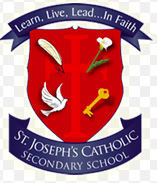 Learn, Live, Lead...In Faith
ST. JOSEPH'S CATHOLIC
SECONDARY SCHOOL